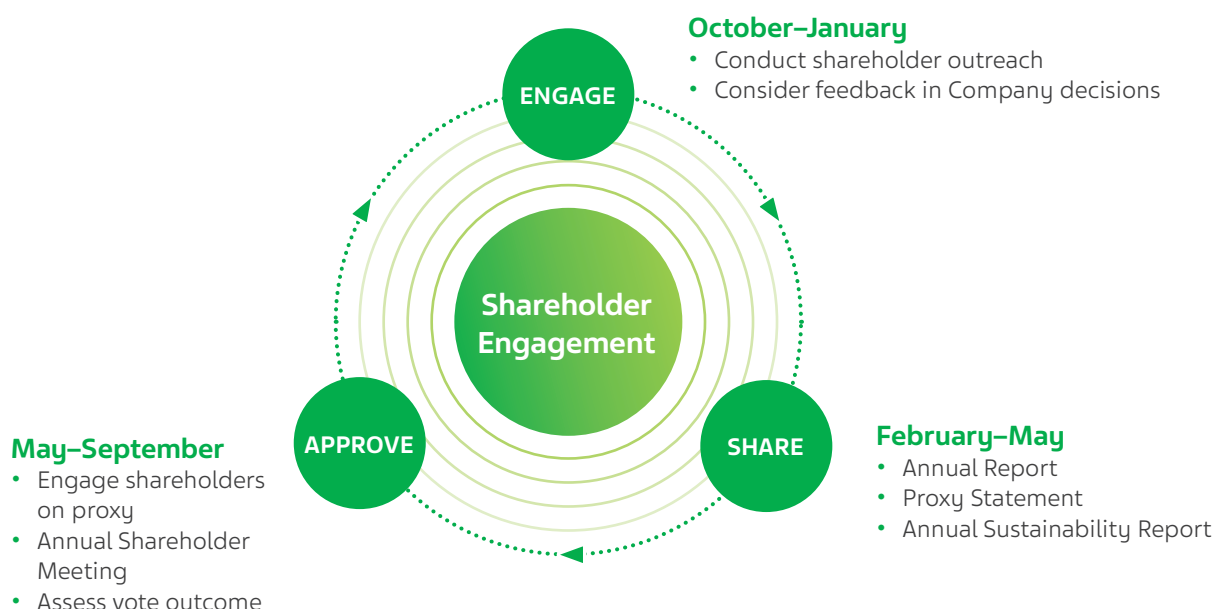 October–January
• Conduct shareholder outreach
• Consider feedback in Company decisions
ENGAGE
Shareholder
Engagement
APPROVE
SHARE
May–September
• Engage shareholders
on proxy
• Annual Shareholder
Meeting
• Assess vote outcome
February–May
• Annual Report
• Proxy Statement
• Annual Sustainability Report